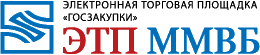 ЭЛЕКТРОННАЯ ТОРГОВАЯ ПЛОЩАДКА
«ГОСЗАКУПКИ»
ЭТП ММВБ